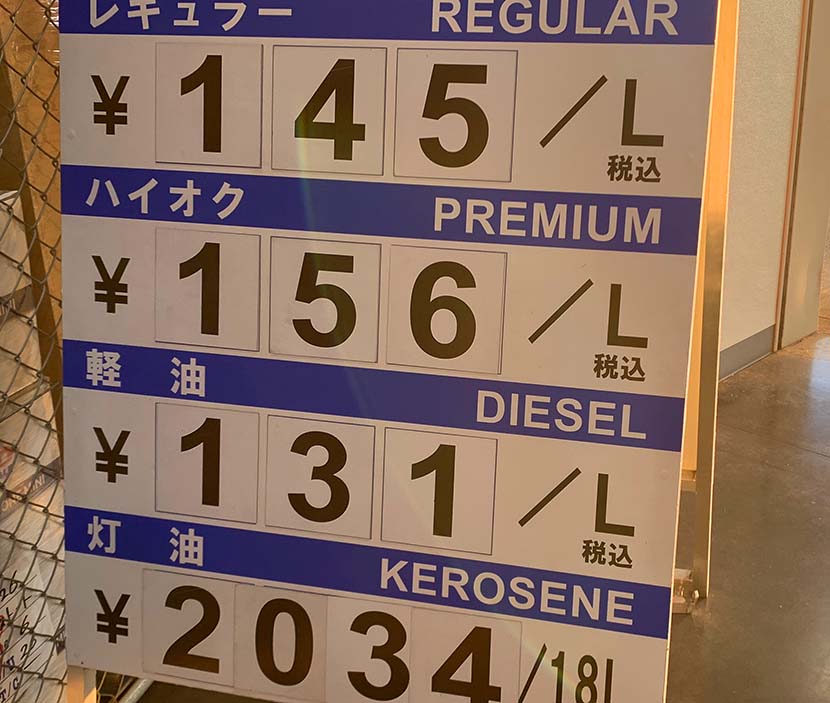 レギュラー REGULAR
¥ 145 /L
税込
ハイオク PREMIUM
¥ 156 /L
税込
軽油 DIESEL
¥ 131 /L
税込
灯油 KEROSENE
¥ 2034 /18L